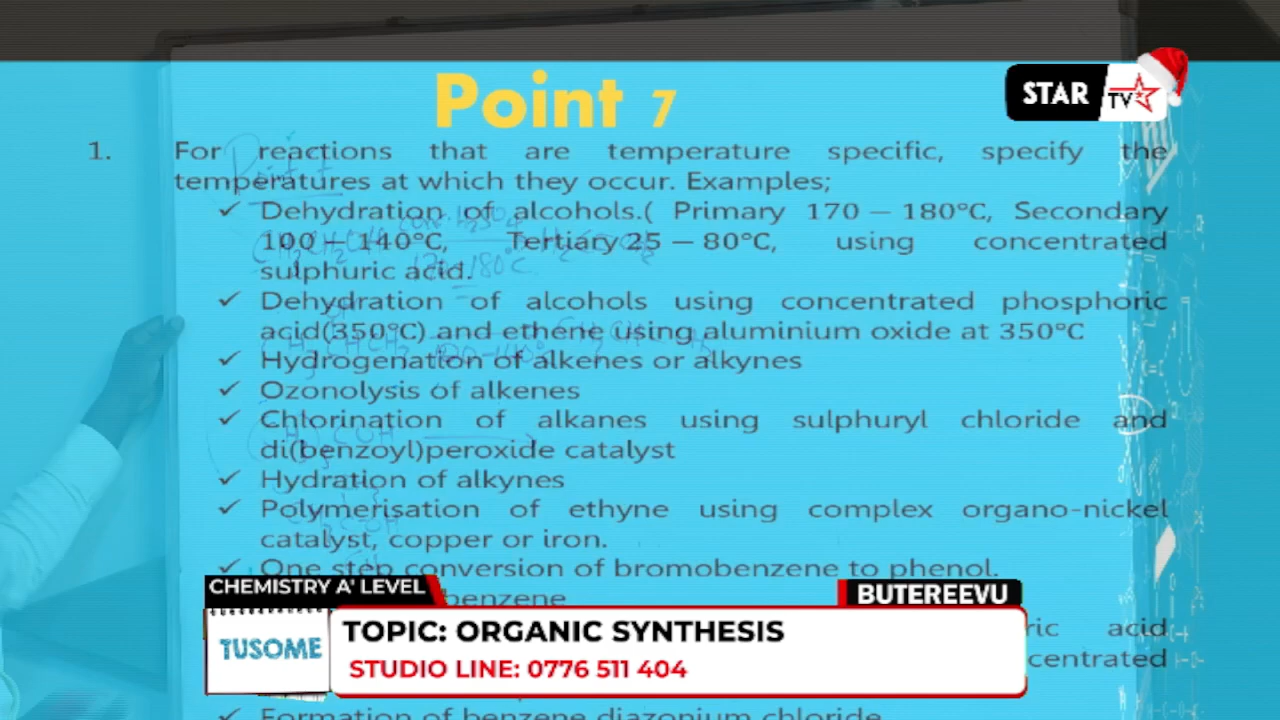 Point 7
STAR
TV
1. For reactions that are temperature specific, specify the
temperatures at which they occur. Examples;
✓ Dehydration of alcohols.( Primary 170 – 180°C, Secondary
100 – 140°C, Tertiary 25 – 80°C, using concentrated
sulphuric acid.
✓ Dehydration of alcohols using concentrated phosphoric
acid(350°C) and ethene using aluminium oxide at 350°C
✓ Hydrogenation of alkenes or alkynes
✓ Ozonolysis of alkenes
✓ Chlorination of alkanes using sulphuryl chloride and
di(benzoyl)peroxide catalyst
✓ Hydration of alkynes
✓ Polymerisation of ethyne using complex organo-nickel
catalyst, copper or iron.
✓ One step conversion of bromobenzene to phenol.
benzene
acid
CHEMISTRY A' LEVEL
BUTEREEVU
TUSOME
TOPIC: ORGANIC SYNTHESIS
STUDIO LINE: 0776 511 404
✓ Formation of benzene diazonium chloride